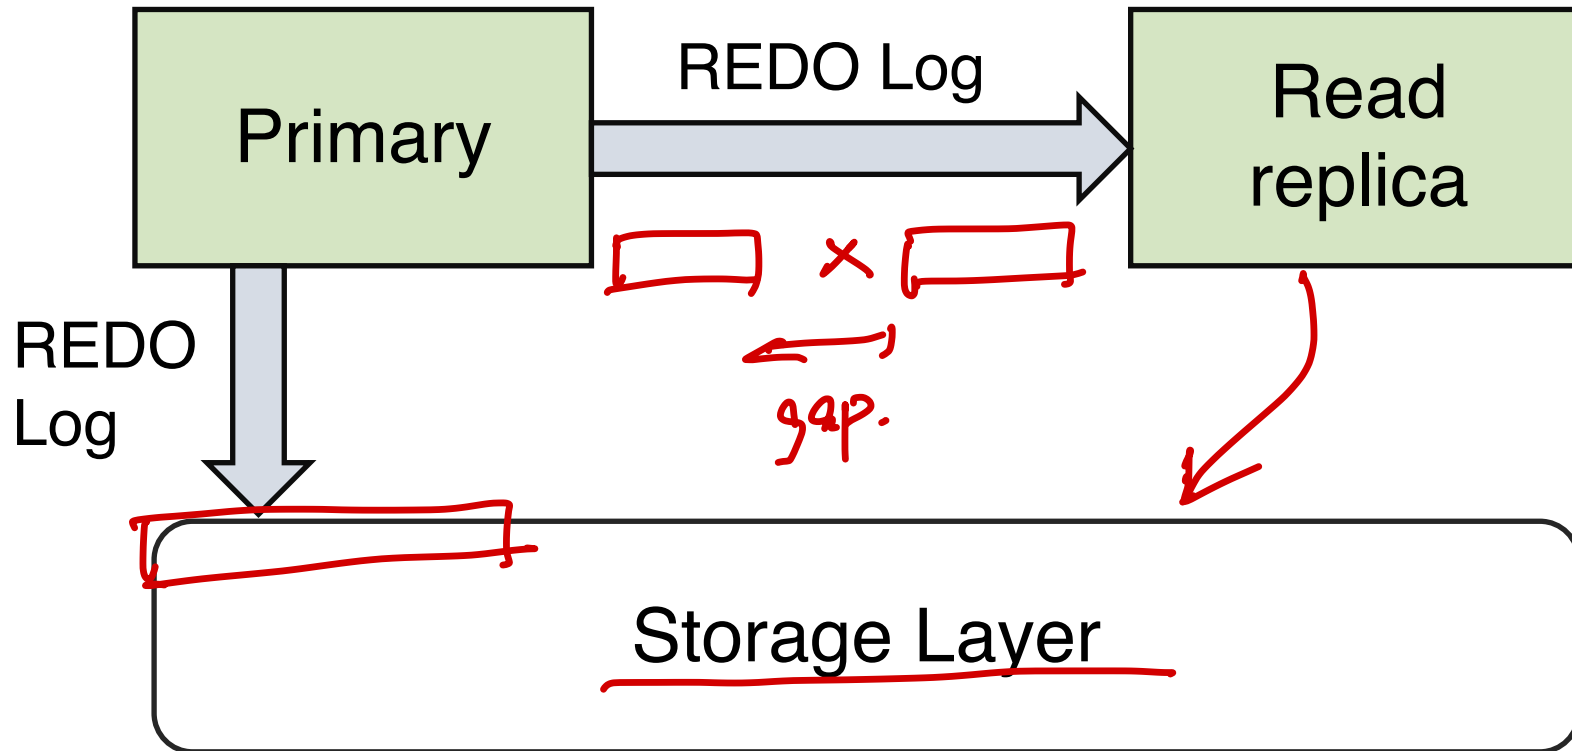 Primary
REDO Log
Read
replica
REDO
Log
gap.
Storage Layer